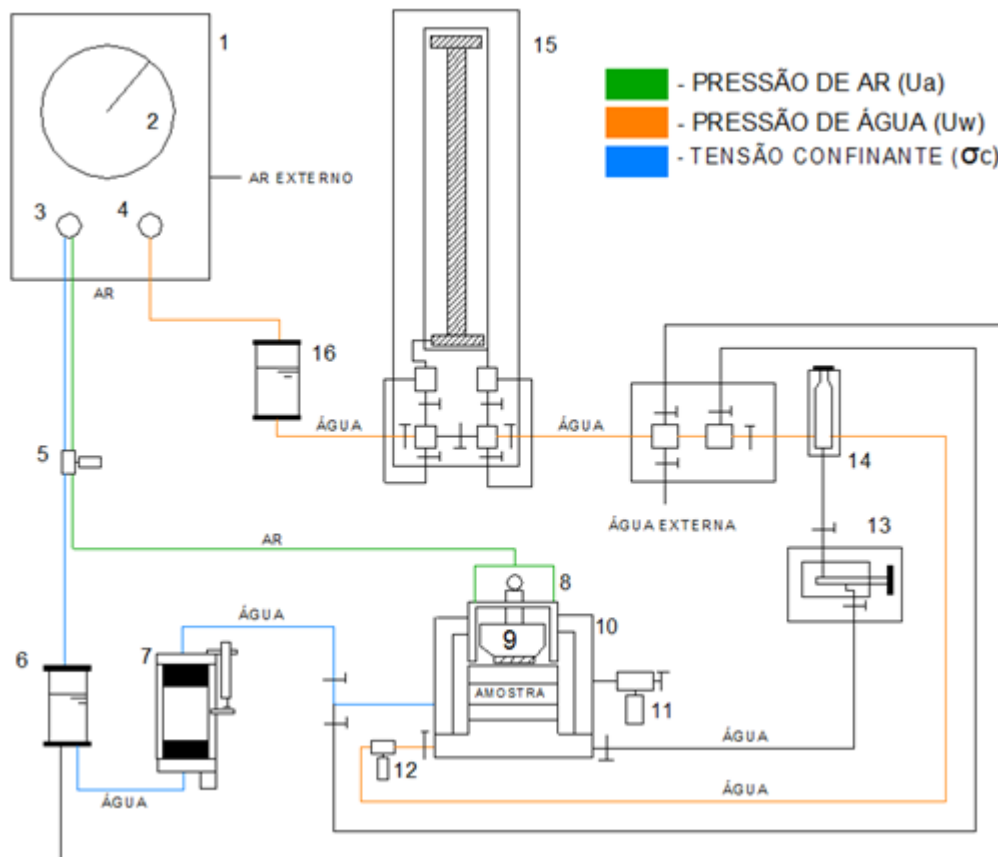 1
2
3
4
AR EXTERNO
AR
15
- PRESSÃO DE AR (Ua)
- PRESSÃO DE ÁGUA (Uw)
- TENSÃO CONFINANTE (σc)
16
ÁGUA
ÁGUA
ÁGUA EXTERNA
14
13
5
AR
8
9
10
AMOSTRA
11
12
ÁGUA
6
7
ÁGUA
ÁGUA
ÁGUA